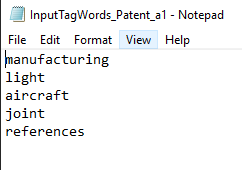 InputTagWords_Patent_a1 - Notepad
File Edit Format View Help
manufacturing
light
aircraft
joint
references